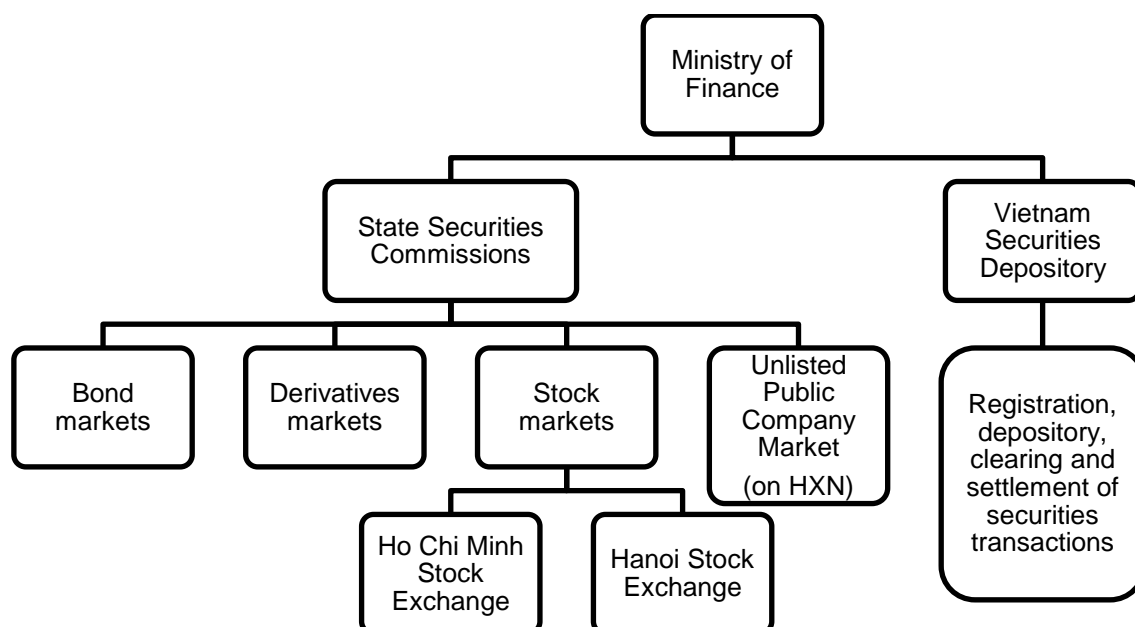 Ministry of
Finance
State Securities
Commissions
Vietnam
Securities
Depository
Bond
markets
Derivatives
markets
Stock
markets
Unlisted
Public
Company
Market
(on HXN)
Registration,
depository,
clearing and
settlement of
securities
transactions
Ho Chi Minh
Stock
Exchange
Hanoi Stock
Exchange